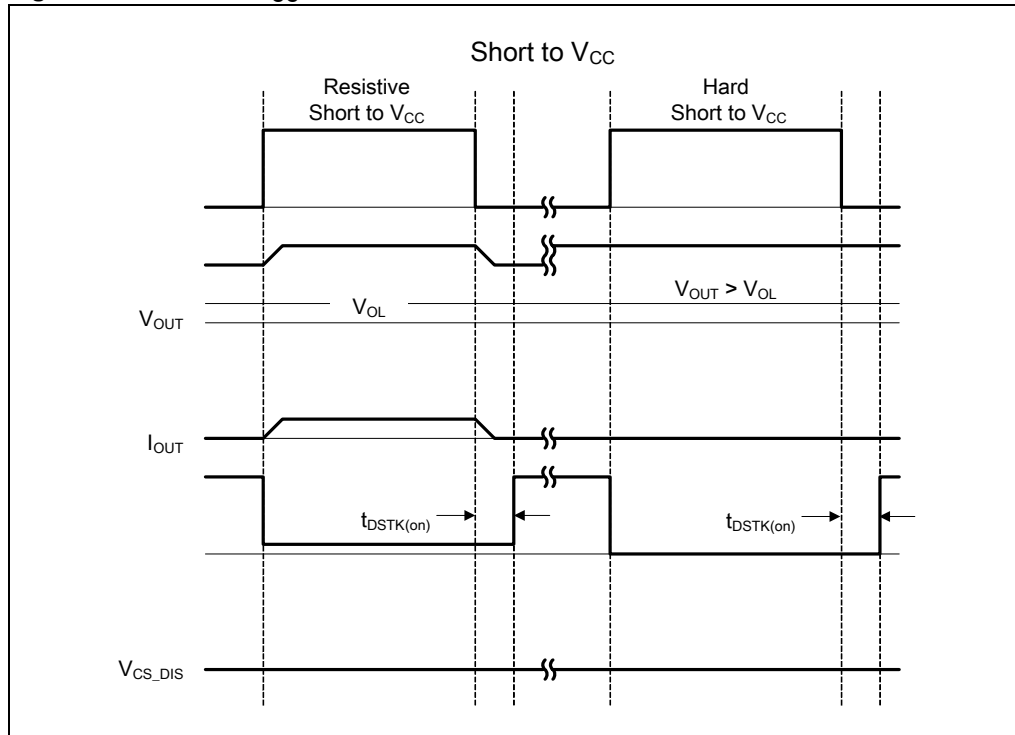 Short to VCC
Resistive
Short to VCC
Hard
Short to VCC
VOL
VOUT > VOL
VOUT
IOUT
tDSTK(on)
tDSTK(on)
VCS_DIS